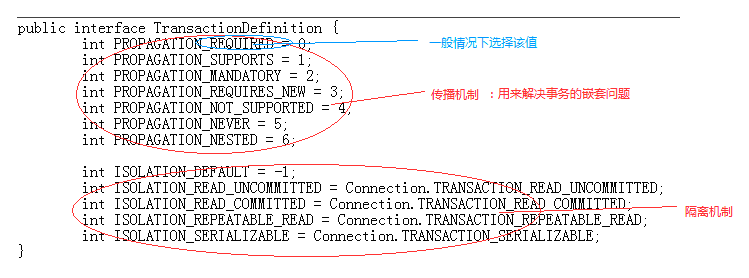 public interface TransactionDefinition {
int PROPAGATION_REQUIRED = 0;
一般情况下选择该值
int PROPAGATION_SUPPORTS = 1;
int PROPAGATION_MANDATORY = 2;
int PROPAGATION_REQUIRES_NEW = 3;
传播机制 ：用来解决事务的嵌套问题
int PROPAGATION_NOT_SUPPORTED = 4;
int PROPAGATION_NEVER = 5;
int PROPAGATION_NESTED = 6;
int ISOLATION_DEFAULT = -1;
int ISOLATION_READ_UNCOMMITTED = Connection.TRANSACTION_READ_UNCOMMITTED;
int ISOLATION_READ_COMMITTED = Connection.TRANSACTION_READ_COMMITTED;
隔离机制
int ISOLATION_REPEATABLE_READ = Connection.TRANSACTION_REPEATABLE_READ;
int ISOLATION_SERIALIZABLE = Connection.TRANSACTION_SERIALIZABLE;
}